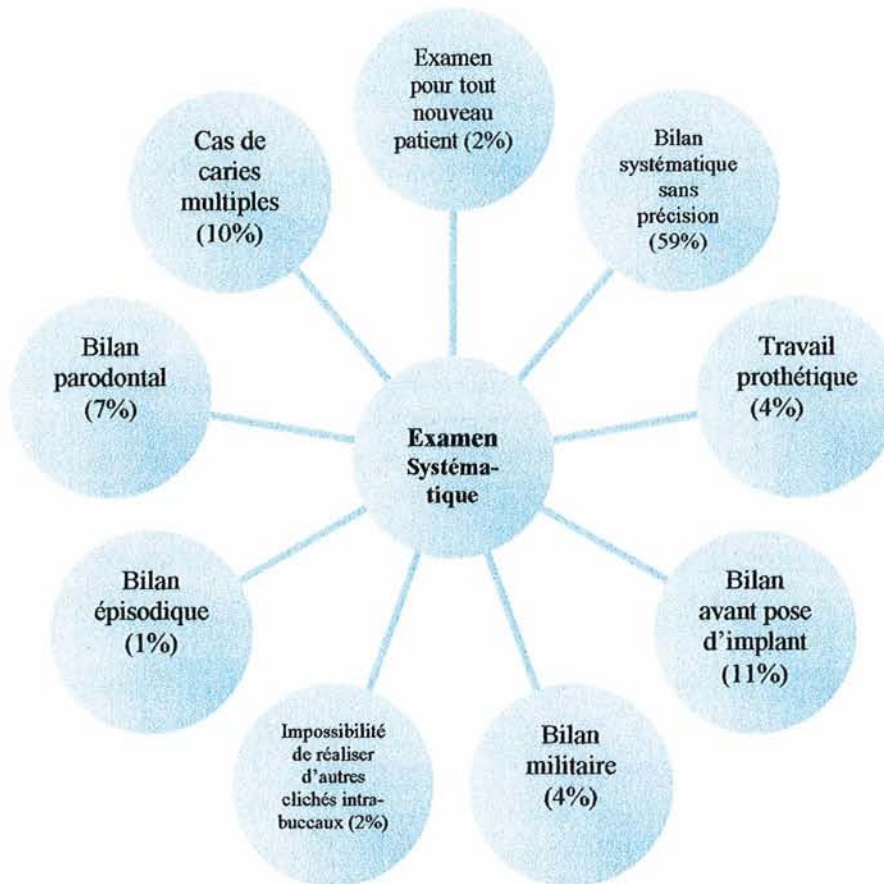 Examen
pour tout
nouveau
patient (2%)
Bilan
systématique
sans
précision
(59%)
Travail
prothétique
(4%)
Bilan
avant pose
d’implant
(11%)
Bilan
militaire
(4%)
Impossibilité
de réaliser
d’autres
clichés intra-
buccaux (2%)
Bilan
épisodique
(1%)
Bilan
parodontal
(7%)
Cas de
caries
multiples
(10%)
Examen
Systéma-
tique